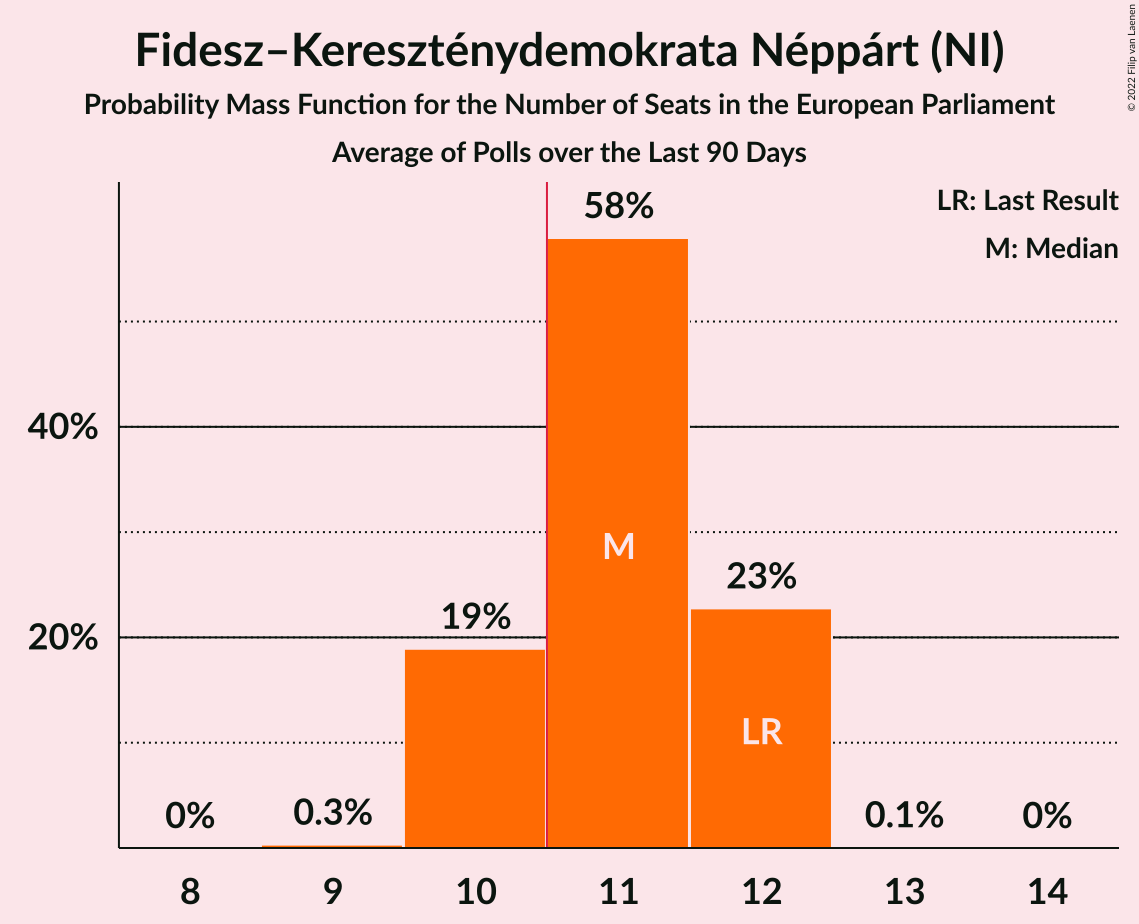 Fidesz–Kereszténydemokrata Néppárt (NI)
Probability Mass Function for the Number of Seats in the European Parliament
Average of Polls over the Last 90 Days
© 2022 Filip van Laenen
LR: Last Result
M: Median
58%
40%
M
23%
19%
20%
LR
0%
0.3%
0.1%
0%
8 9 10 11 12 13 14